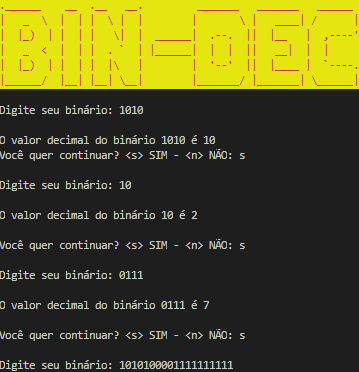 BIN-DEC
Digite seu binário: 1010
O valor decimal do binário 1010 é 10
Você quer continuar? <s> SIM - <n> NÃO: s
Digite seu binário: 10
O valor decimal do binário 10 é 2
Você quer continuar? <s> SIM - <n> NÃO: s
Digite seu binário: 0111
O valor decimal do binário 0111 é 7
Você quer continuar? <s> SIM - <n> NÃO: s
Digite seu binário: 1010100001111111111